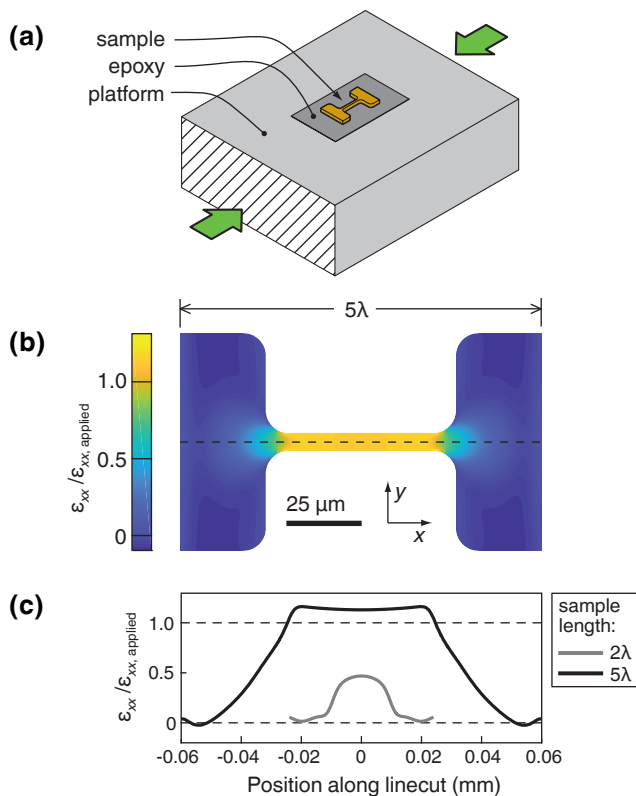 (a)
sample
epoxy
platform
5λ
(b)
1.0
0.5
0
εxx /εxx, applied
25 µm
y
x
(c)
εxx /εxx, applied
1.0
0.5
0
-0.06 -0.04 -0.02 0 0.02 0.04 0.06
Position along linecut (mm)
sample
length:
2λ
5λ